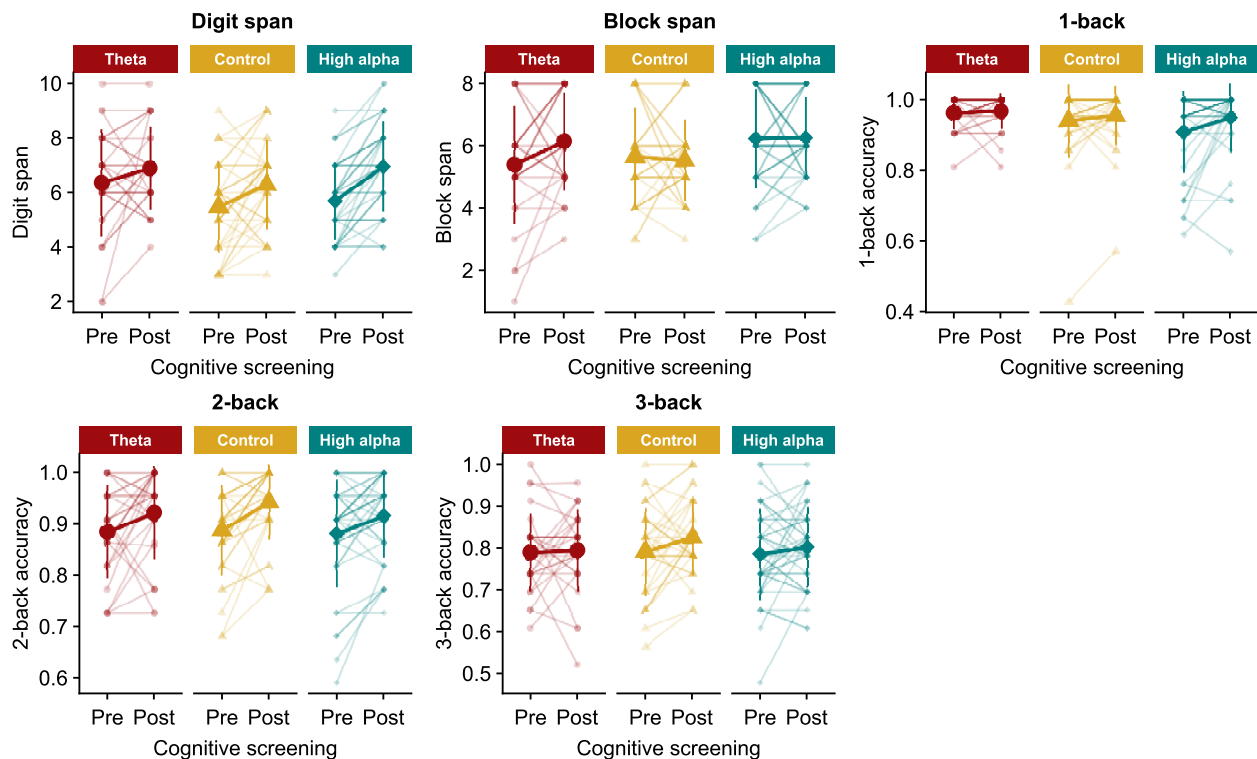 Digit span
Theta Control High alpha
Digit span
10
8
6
4
2
Pre Post Pre Post Pre Post
Cognitive screening
Block span
Theta Control High alpha
Block span
8
6
4
2
Pre Post Pre Post Pre Post
Cognitive screening
1-back
Theta Control High alpha
1-back accuracy
1.0
0.8
0.6
0.4
Pre Post Pre Post Pre Post
Cognitive screening
2-back
Theta Control High alpha
2-back accuracy
1.0
0.9
0.8
0.7
0.6
Pre Post Pre Post Pre Post
Cognitive screening
3-back
Theta Control High alpha
3-back accuracy
1.0
0.9
0.8
0.7
0.6
0.5
Pre Post Pre Post Pre Post
Cognitive screening